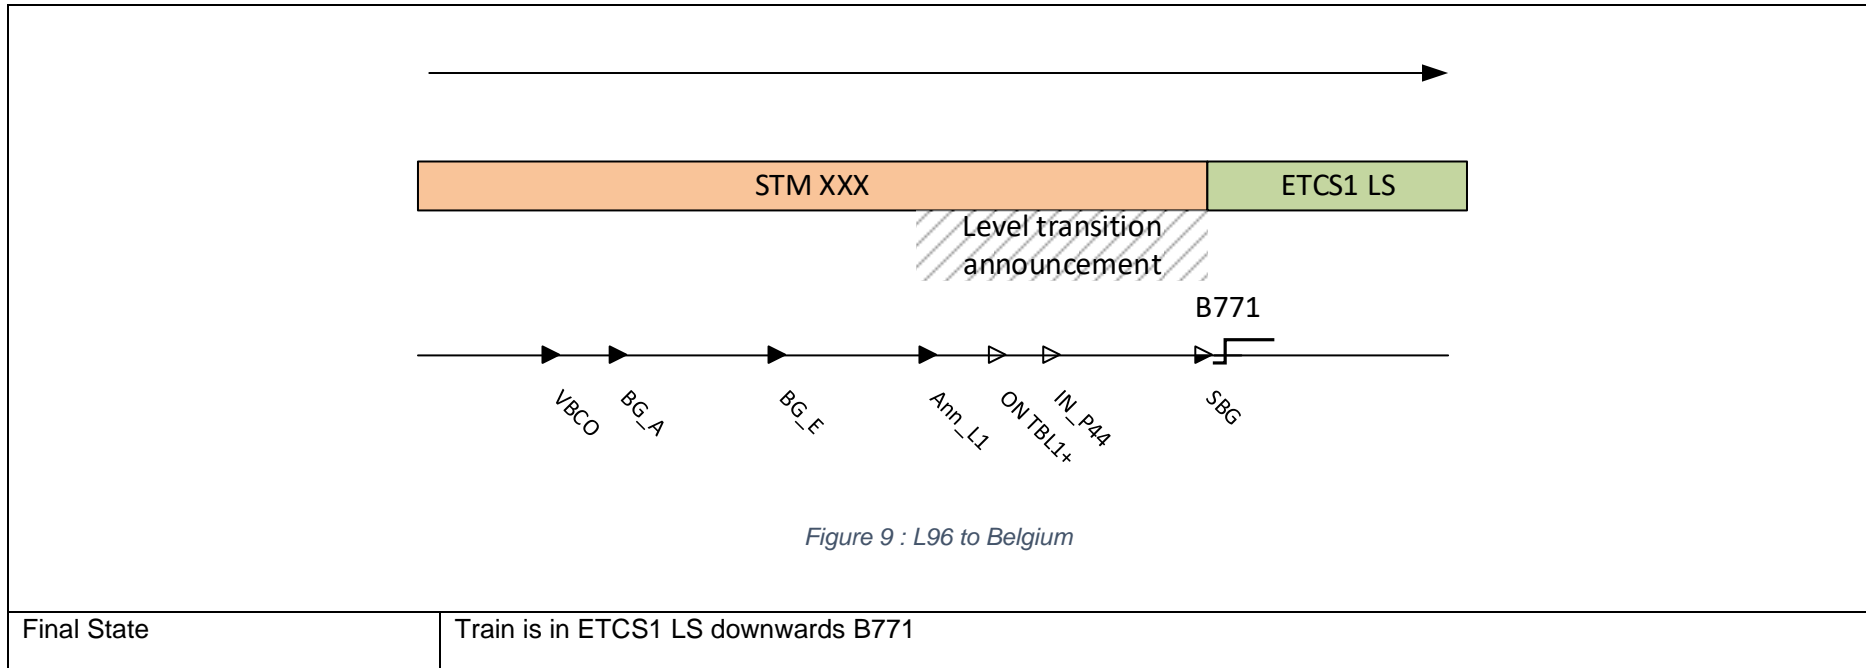 STM XXX
ETCS1 LS
Level transition
announcement
B771
VBCO
BG_A
BG_E
Ann_L1
ON TBL1+
IN_P44
SBG
Figure 9 : L96 to Belgium
Final State
Train is in ETCS1 LS downwards B771